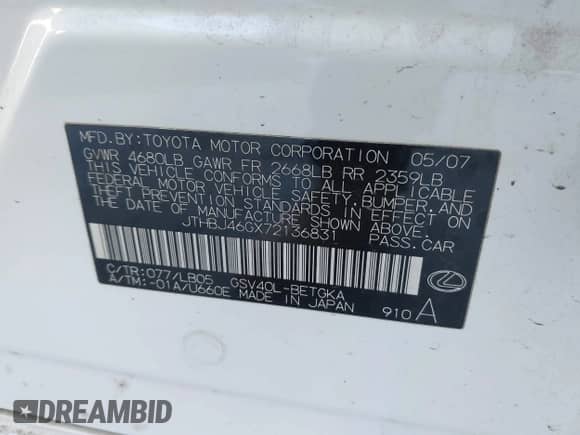 MFD.BY:TOYOTA MOTOR CORPORATION 05/07
GVWR 4680LB GAWR FR 2668LB RR 2359LB
THIS VEHICLE CONFORMS TO ALL APPLICABLE
FEDERAL MOTOR VEHICLE SAFETY,BUMPER,AND
THEFT PREVENTION STANDARDS IN EFFECT ON
THE DATE OF MANUFACTURE SHOWN ABOVE.
JTHBJ46GX72136831 PASS.CAR
C/TR:077/LB05 GSV40L-BETGKA
A/TM:-01A/U660E MADE IN JAPAN
910 A
DREAMBID